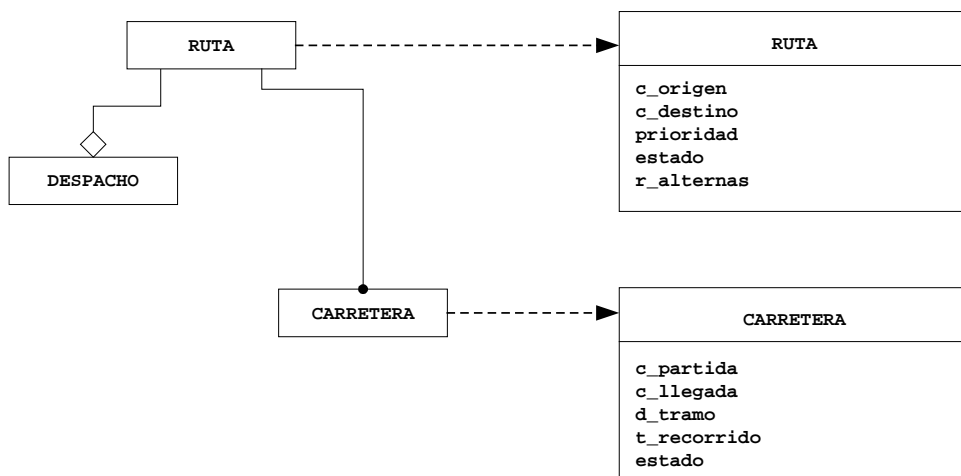 RUTA
RUTA
c_origen
c_destino
prioridad
estado
r_alternas
DESPACHO
CARRETERA
CARRETERA
c_partida
c_llegada
d_tramo
t_recorrido
estado